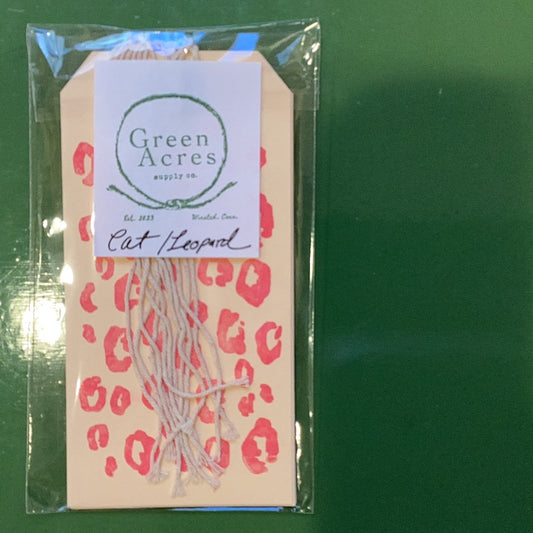 Green
Acres
supply co.
Est. 2023 Winsted, Conn.
Cat/Leopard